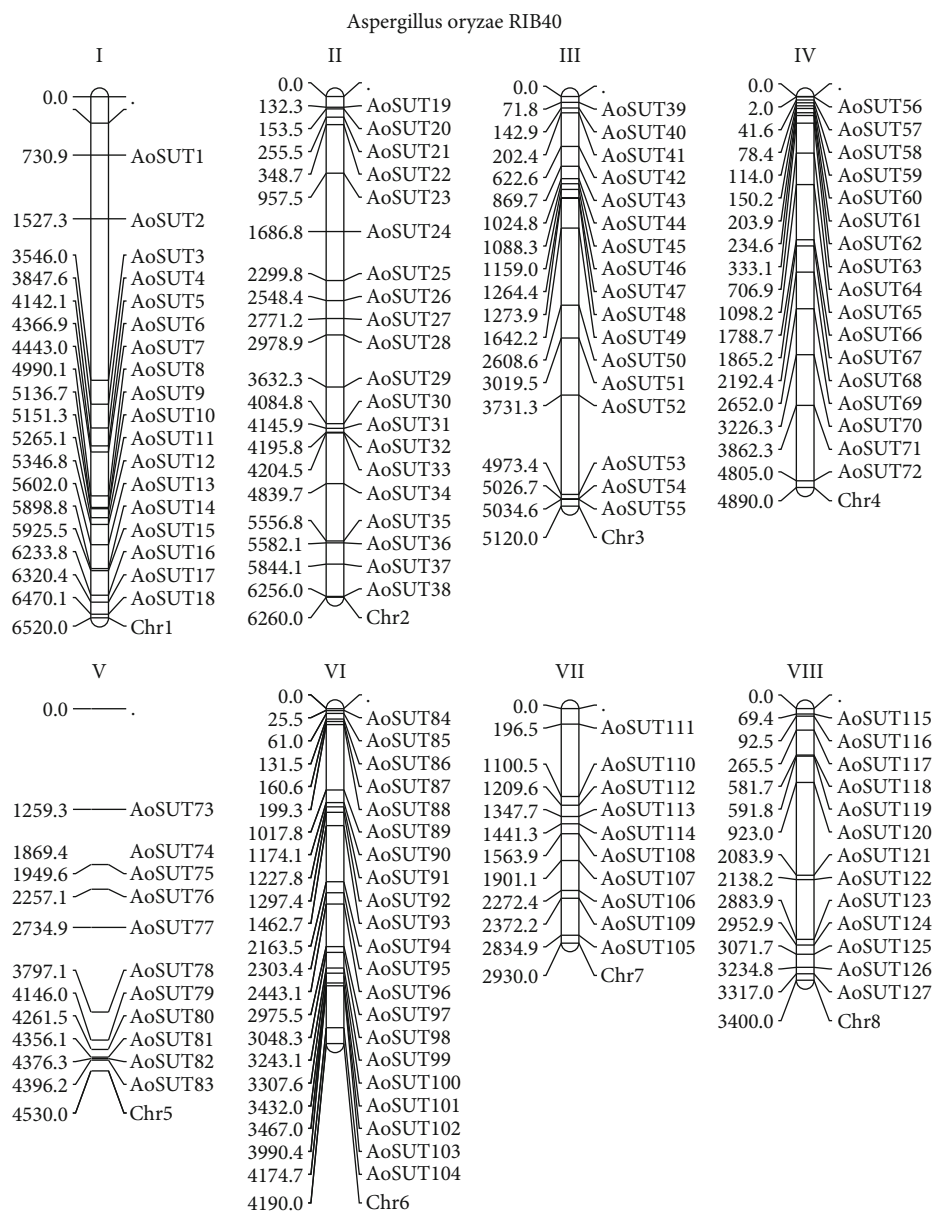 Aspergillus oryzae RIB40
I
0.0 .
730.9 AoSUT1
1527.3 AoSUT2
3546.0 AoSUT3
3847.6 AoSUT4
4142.1 AoSUT5
4366.9 AoSUT6
4443.0 AoSUT7
4990.1 AoSUT8
5136.7 AoSUT9
5151.3 AoSUT10
5265.1 AoSUT11
5346.8 AoSUT12
5602.0 AoSUT13
5898.8 AoSUT14
5925.5 AoSUT15
6233.8 AoSUT16
6320.4 AoSUT17
6470.1 AoSUT18
6520.0 Chr1
II
0.0 .
132.3 AoSUT19
153.5 AoSUT20
255.5 AoSUT21
348.7 AoSUT22
957.5 AoSUT23
1686.8 AoSUT24
2299.8 AoSUT25
2548.4 AoSUT26
2771.2 AoSUT27
2978.9 AoSUT28
3632.3 AoSUT29
4084.8 AoSUT30
4145.9 AoSUT31
4195.8 AoSUT32
4204.5 AoSUT33
4839.7 AoSUT34
5556.8 AoSUT35
5582.1 AoSUT36
5844.1 AoSUT37
6256.0 AoSUT38
6260.0 Chr2
III
0.0 .
71.8 AoSUT39
142.9 AoSUT40
202.4 AoSUT41
622.6 AoSUT42
869.7 AoSUT43
1024.8 AoSUT44
1088.3 AoSUT45
1159.0 AoSUT46
1264.4 AoSUT47
1273.9 AoSUT48
1642.2 AoSUT49
2608.6 AoSUT50
3019.5 AoSUT51
3731.3 AoSUT52
4973.4 AoSUT53
5026.7 AoSUT54
5034.6 AoSUT55
5120.0 Chr3
IV
0.0 .
2.0 AoSUT56
41.6 AoSUT57
78.4 AoSUT58
114.0 AoSUT59
150.2 AoSUT60
203.9 AoSUT61
234.6 AoSUT62
333.1 AoSUT63
706.9 AoSUT64
1098.2 AoSUT65
1788.7 AoSUT66
1865.2 AoSUT67
2192.4 AoSUT68
2652.0 AoSUT69
3226.3 AoSUT70
3862.3 AoSUT71
4805.0 AoSUT72
4890.0 Chr4
V
0.0 .
1259.3 AoSUT73
1869.4 AoSUT74
1949.6 AoSUT75
2257.1 AoSUT76
2734.9 AoSUT77
3797.1 AoSUT78
4146.0 AoSUT79
4261.5 AoSUT80
4356.1 AoSUT81
4376.3 AoSUT82
4396.2 AoSUT83
4530.0 Chr5
VI
0.0 .
25.5 AoSUT84
61.0 AoSUT85
131.5 AoSUT86
160.6 AoSUT87
199.3 AoSUT88
1017.8 AoSUT89
1174.1 AoSUT90
1227.8 AoSUT91
1297.4 AoSUT92
1462.7 AoSUT93
2163.5 AoSUT94
2303.4 AoSUT95
2443.1 AoSUT96
2975.5 AoSUT97
3048.3 AoSUT98
3243.1 AoSUT99
3307.6 AoSUT100
3432.0 AoSUT101
3467.0 AoSUT102
3990.4 AoSUT103
4174.7 AoSUT104
4190.0 Chr6
VII
0.0 .
196.5 AoSUT111
1100.5 AoSUT110
1209.6 AoSUT112
1347.7 AoSUT113
1441.3 AoSUT114
1563.9 AoSUT108
1901.1 AoSUT107
2272.4 AoSUT106
2372.2 AoSUT109
2834.9 AoSUT105
2930.0 Chr7
VIII
0.0 .
69.4 AoSUT115
92.5 AoSUT116
265.5 AoSUT117
581.7 AoSUT118
591.8 AoSUT119
923.0 AoSUT120
2083.9 AoSUT121
2138.2 AoSUT122
2883.9 AoSUT123
2952.9 AoSUT124
3071.7 AoSUT125
3234.8 AoSUT126
3317.0 AoSUT127
3400.0 Chr8